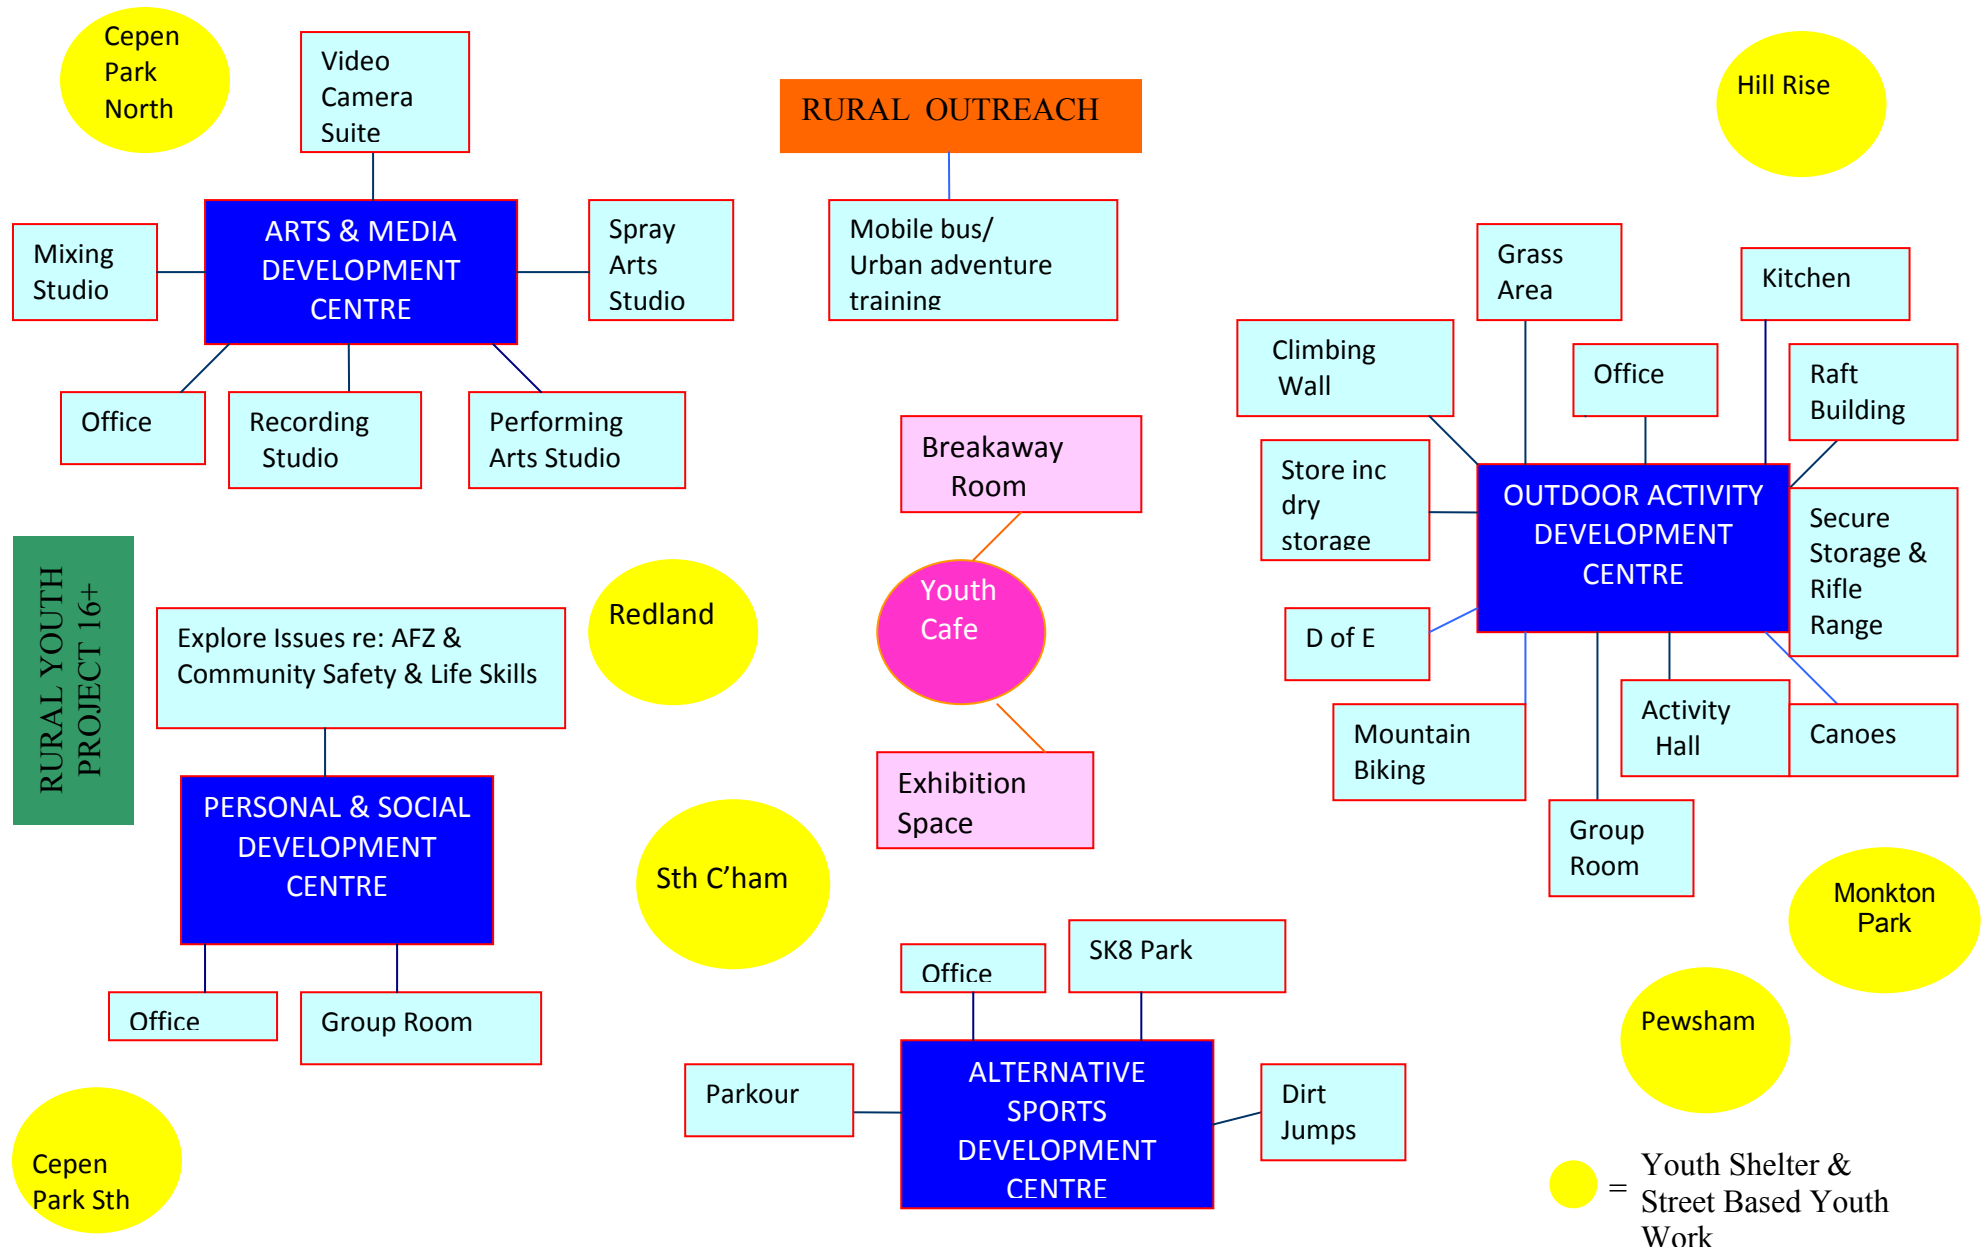 Cepen
Park
North
Video
Camera
Suite
RURAL OUTREACH
Hill Rise
Mixing
Studio
ARTS & MEDIA
DEVELOPMENT
CENTRE
Spray
Arts
Studio
Mobile bus/
Urban adventure
training
Office
Recording
Studio
Performing
Arts Studio
Grass
Area
Kitchen
Climbing
Wall
Office
Raft
Building
Store inc
dry
storage
OUTDOOR ACTIVITY
DEVELOPMENT
CENTRE
Secure
Storage &
Rifle
Range
D of E
Mountain
Biking
Activity
Hall
Canoes
Group
Room
Breakaway
Room
Youth
Cafe
Exhibition
Space
Redland
RURAL YOUTH
PROJECT 16+
Explore Issues re: AFZ &
Community Safety & Life Skills
PERSONAL & SOCIAL
DEVELOPMENT
CENTRE
Office
Group Room
Sth C’ham
Monkton
Park
Pewsham
Office
SK8 Park
Parkour
ALTERNATIVE
SPORTS
DEVELOPMENT
CENTRE
Dirt
Jumps
Cepen
Park Sth
= Youth Shelter &
Street Based Youth
Work